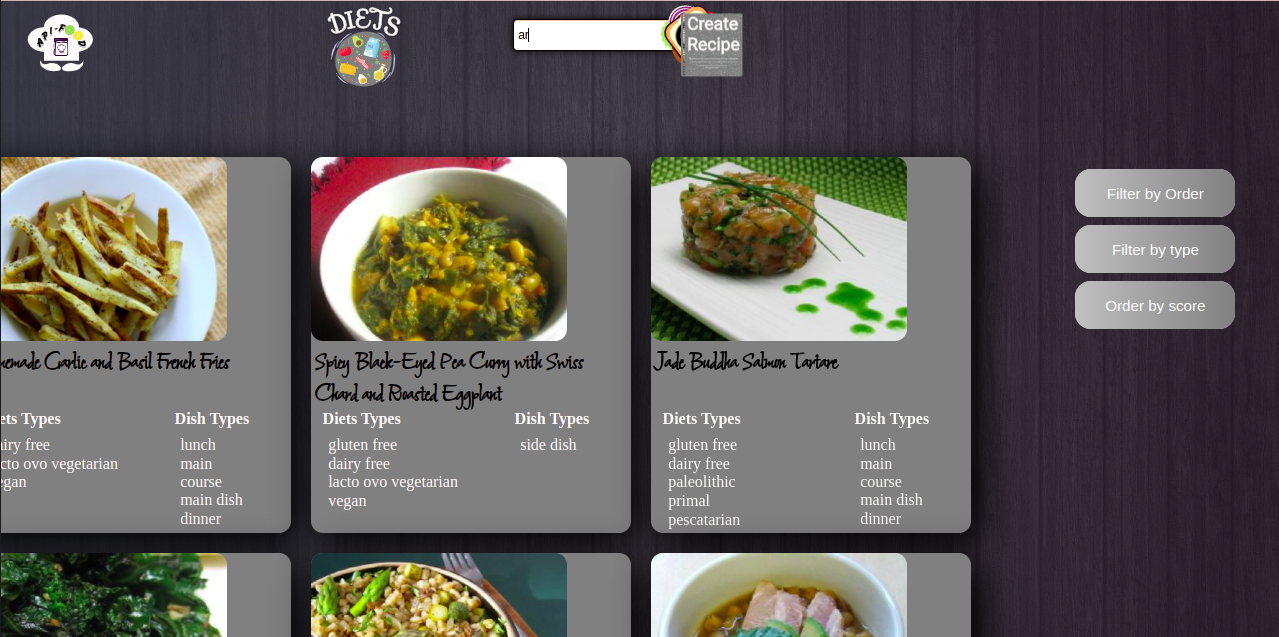 API-FOOD
DIETS
ar
Create
Recipe
Filter by Order
Filter by type
Order by score
emade Garlic and Basil French Fries
Spicy Black-Eyed Pea Curry with Swiss
Chard and Roasted Eggplant
Jade Buddha Salmon Tartare
ets Types
Dish Types
airy free
cto ovo vegetarian
egan
lunch
main
course
main dish
dinner
Diets Types
Dish Types
gluten free
dairy free
lacto ovo vegetarian
vegan
side dish
Diets Types
Dish Types
gluten free
dairy free
paleolithic
primal
pescatarian
lunch
main
course
main dish
dinner